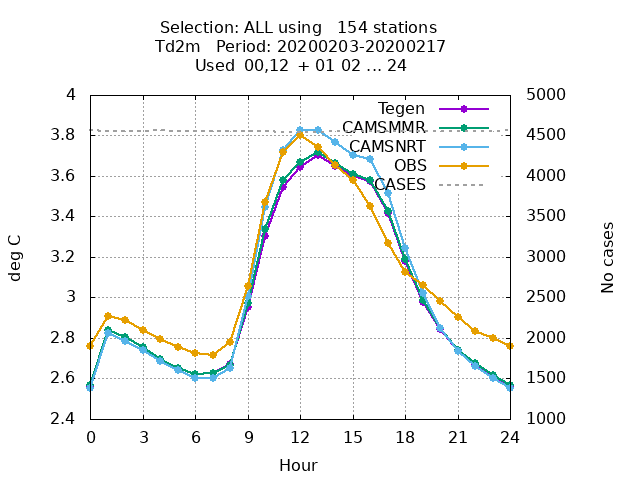 Selection: ALL using 154 stations
Td2m Period: 20200203-20200217
Used 00,12 + 01 02 ... 24
4
3.8
3.6
3.4
3.2
3
2.8
2.6
2.4
deg C
5000
4500
4000
3500
3000
2500
2000
1500
1000
No cases
Tegen
CAMSMMR
CAMSNRT
OBS
CASES
0 3 6 9 12 15 18 21 24
Hour